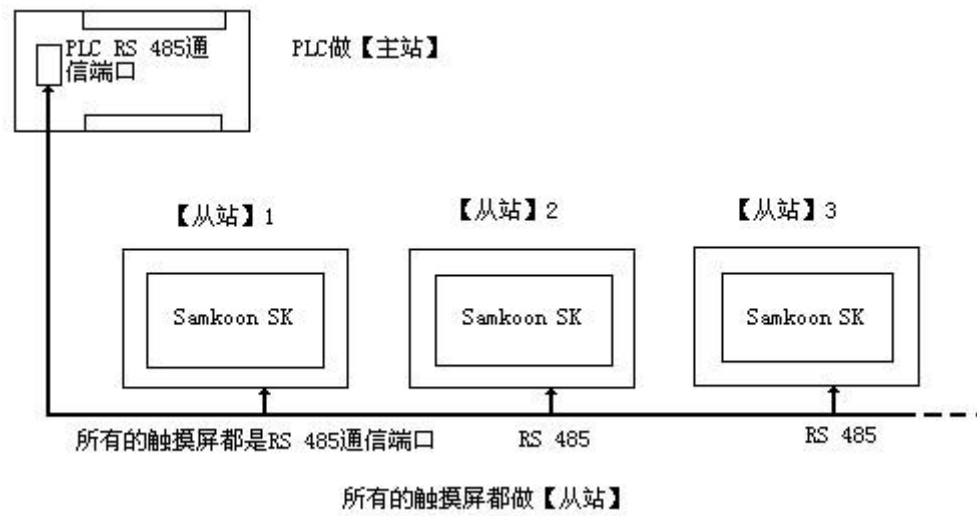 PLC RS 485通
信端口
PLC做【主站】
【从站】1
【从站】2
【从站】3
Samkoon SK
Samkoon SK
Samkoon SK
所有的触摸屏都是RS 485通信端口
RS 485
RS 485
所有的触摸屏都做【从站】